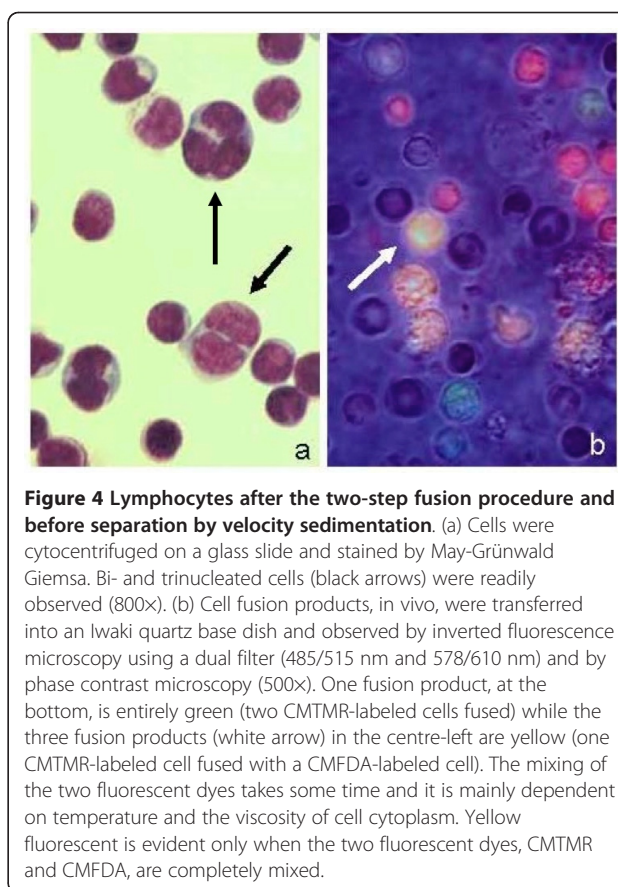 a
b
Figure 4 Lymphocytes after the two-step fusion procedure and
before separation by velocity sedimentation. (a) Cells were
cytocentrifuged on a glass slide and stained by May-Grünwald
Giemsa. Bi- and trinucleated cells (black arrows) were readily
observed (800×). (b) Cell fusion products, in vivo, were transferred
into an Iwaki quartz base dish and observed by inverted fluorescence
microscopy using a dual filter (485/515 nm and 578/610 nm) and by
phase contrast microscopy (500×). One fusion product, at the
bottom, is entirely green (two CMTMR-labeled cells fused) while the
three fusion products (white arrow) in the centre-left are yellow (one
CMTMR-labeled cell fused with a CMFDA-labeled cell). The mixing of
the two fluorescent dyes takes some time and it is mainly dependent
on temperature and the viscosity of cell cytoplasm. Yellow
fluorescent is evident only when the two fluorescent dyes, CMTMR
and CMFDA, are completely mixed.